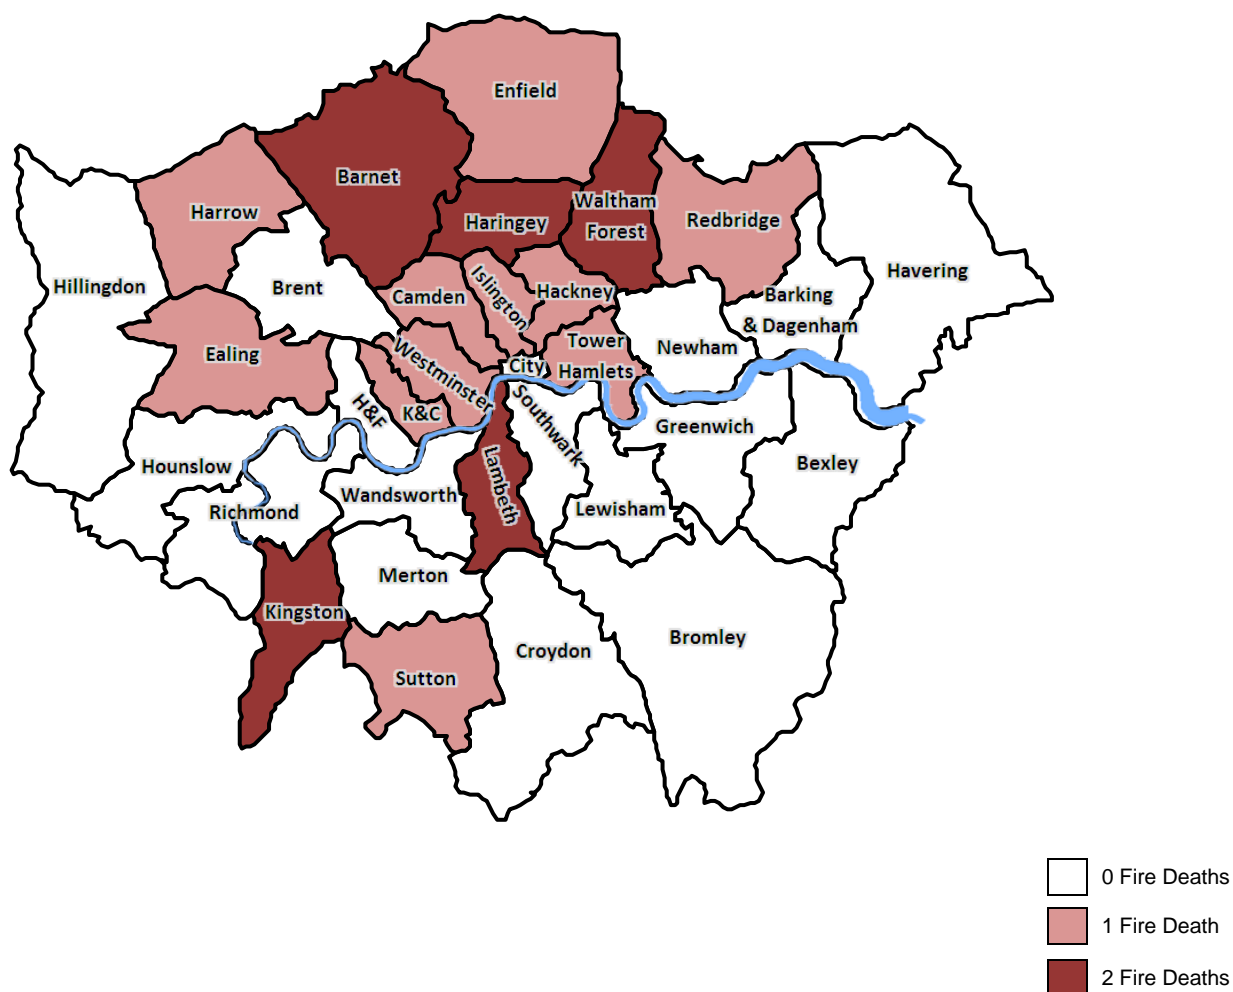 Enfield
Barnet
Waltham
Forest
Harrow
Haringey
Redbridge
Havering
Hillingdon
Brent
Camden
Islington
Hackney
Barking
& Dagenham
Ealing
Westminster
Tower
Hamlets
Newham
City
K&C
H&F
Southwark
Greenwich
Hounslow
Bexley
Lambeth
Wandsworth
Richmond
Lewisham
Merton
Kingston
Bromley
Croydon
Sutton
0 Fire Deaths
1 Fire Death
2 Fire Deaths